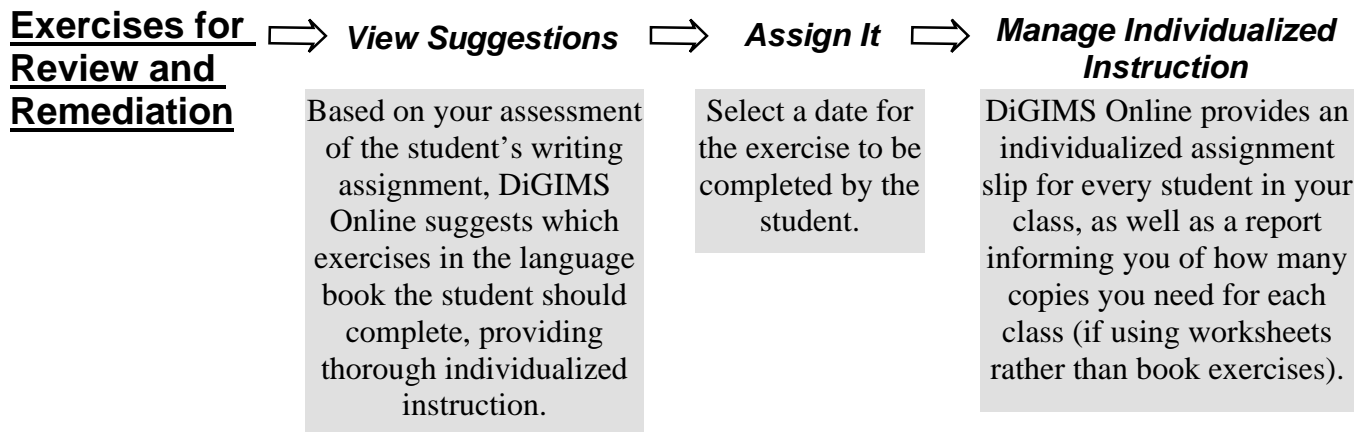 Exercises for
Review and
Remediation
View Suggestions
Based on your assessment
of the student's writing
assignment, DiGIMS
Online suggests which
exercises in the language
book the student should
complete, providing
thorough individualized
instruction.
Assign It
Select a date for
the exercise to be
completed by the
student.
Manage Individualized
Instruction
DiGIMS Online provides an
individualized assignment
slip for every student in your
class, as well as a report
informing you of how many
copies you need for each
class (if using worksheets
rather than book exercises).